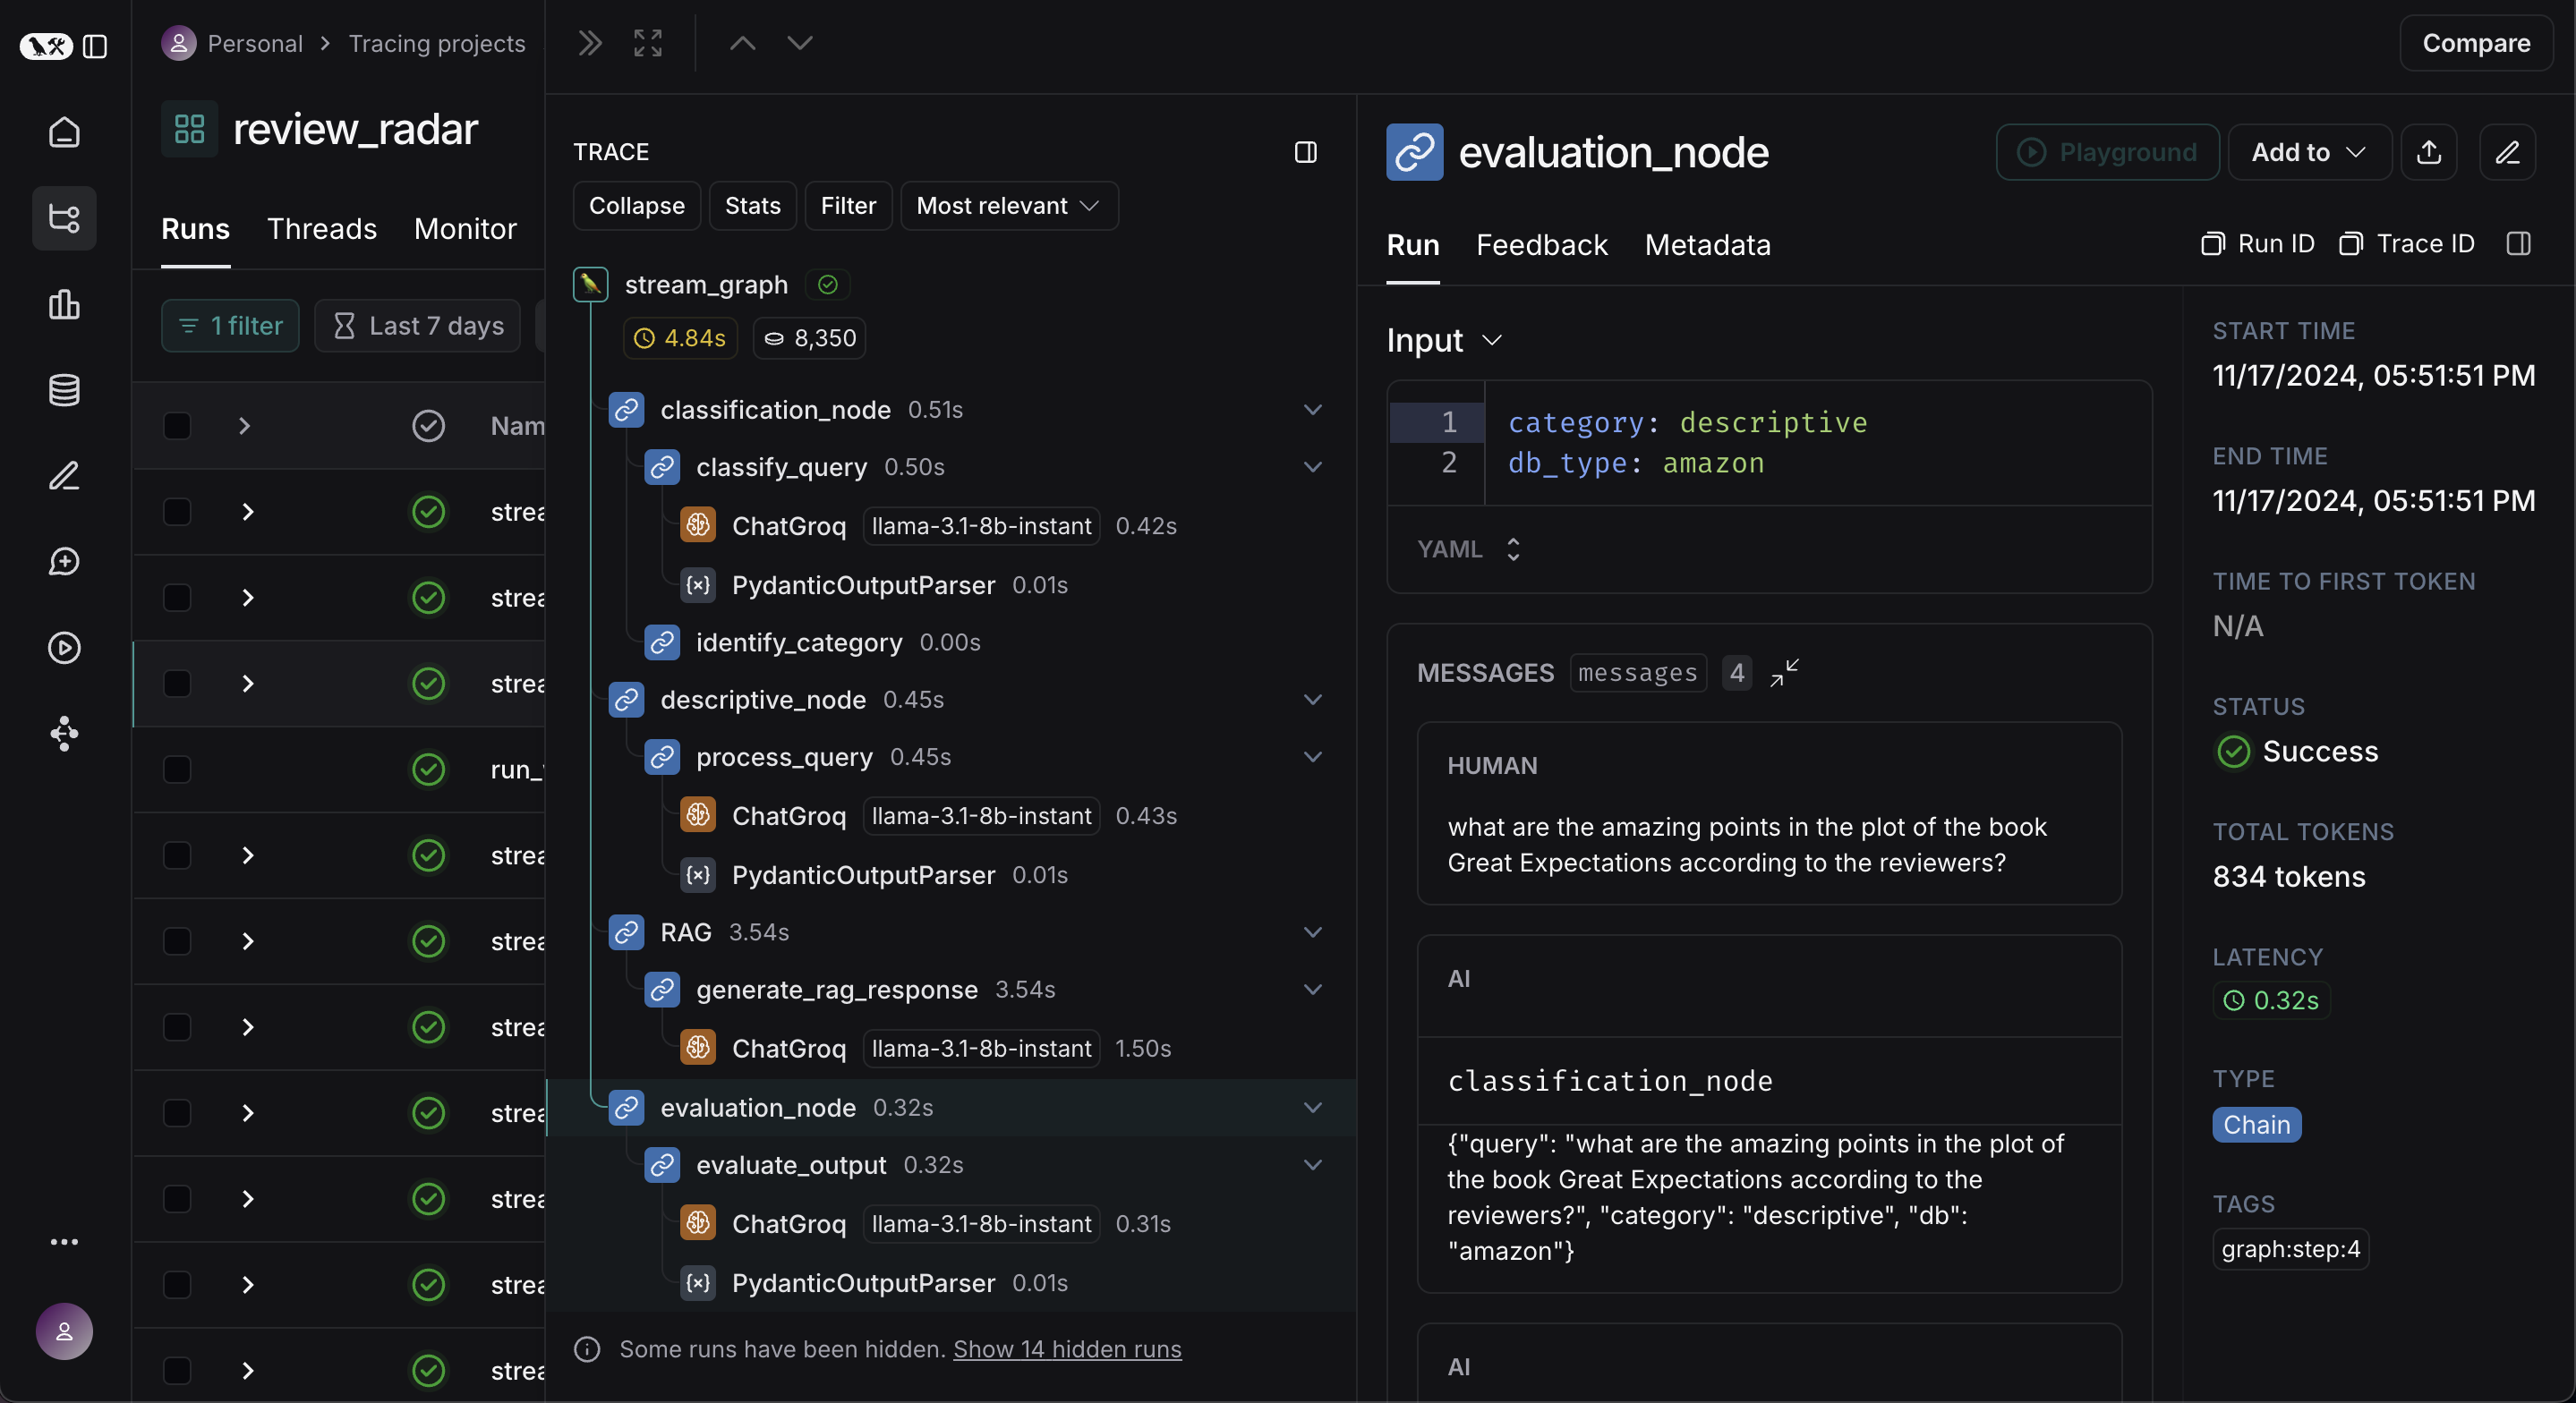 Personal > Tracing projects
Compare
review_radar
Runs Threads Monitor
1 filter
Last 7 days
Nam
strea
strea
strea
run_
strea
strea
strea
strea
strea
strea
strea
TRACE
Collapse
Stats
Filter
Most relevant
stream_graph
4.84s
8,350
classification_node 0.51s
classify_query 0.50s
ChatGroq llama-3.1-8b-instant 0.42s
{x} PydanticOutputParser 0.01s
identify_category 0.00s
descriptive_node 0.45s
process_query 0.45s
ChatGroq llama-3.1-8b-instant 0.43s
{x} PydanticOutputParser 0.01s
RAG 3.54s
generate_rag_response 3.54s
ChatGroq llama-3.1-8b-instant 1.50s
evaluation_node 0.32s
evaluate_output 0.32s
ChatGroq llama-3.1-8b-instant 0.31s
{x} PydanticOutputParser 0.01s
Some runs have been hidden. Show 14 hidden runs
evaluation_node
Playground
Add to
Run Feedback Metadata
Run ID
Trace ID
Input
1 category: descriptive
2 db_type: amazon
YAML
MESSAGES messages 4
HUMAN
what are the amazing points in the plot of the book
Great Expectations according to the reviewers?
AI
classification_node
{"query": "what are the amazing points in the plot of
the book Great Expectations according to the
reviewers?", "category": "descriptive", "db":
"amazon"}
AI
START TIME
11/17/2024, 05:51:51 PM
END TIME
11/17/2024, 05:51:51 PM
TIME TO FIRST TOKEN
N/A
STATUS
Success
TOTAL TOKENS
834 tokens
LATENCY
0.32s
TYPE
Chain
TAGS
graph:step:4